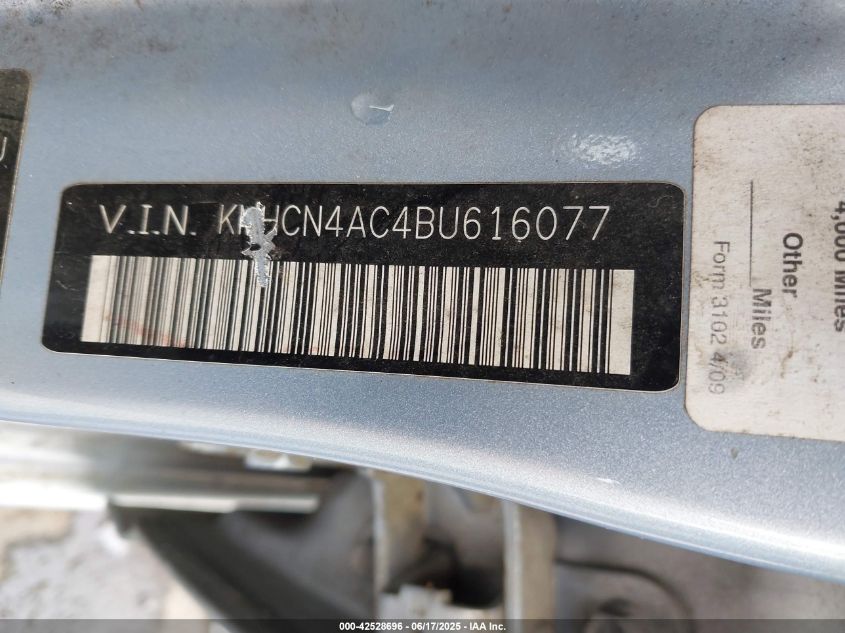 V.I.N. KMHCN4AC4BU616077
4,000 Miles
Other
Miles
Form 3102 4/09
000-42528696 - 06/17/2025 - IAA Inc.